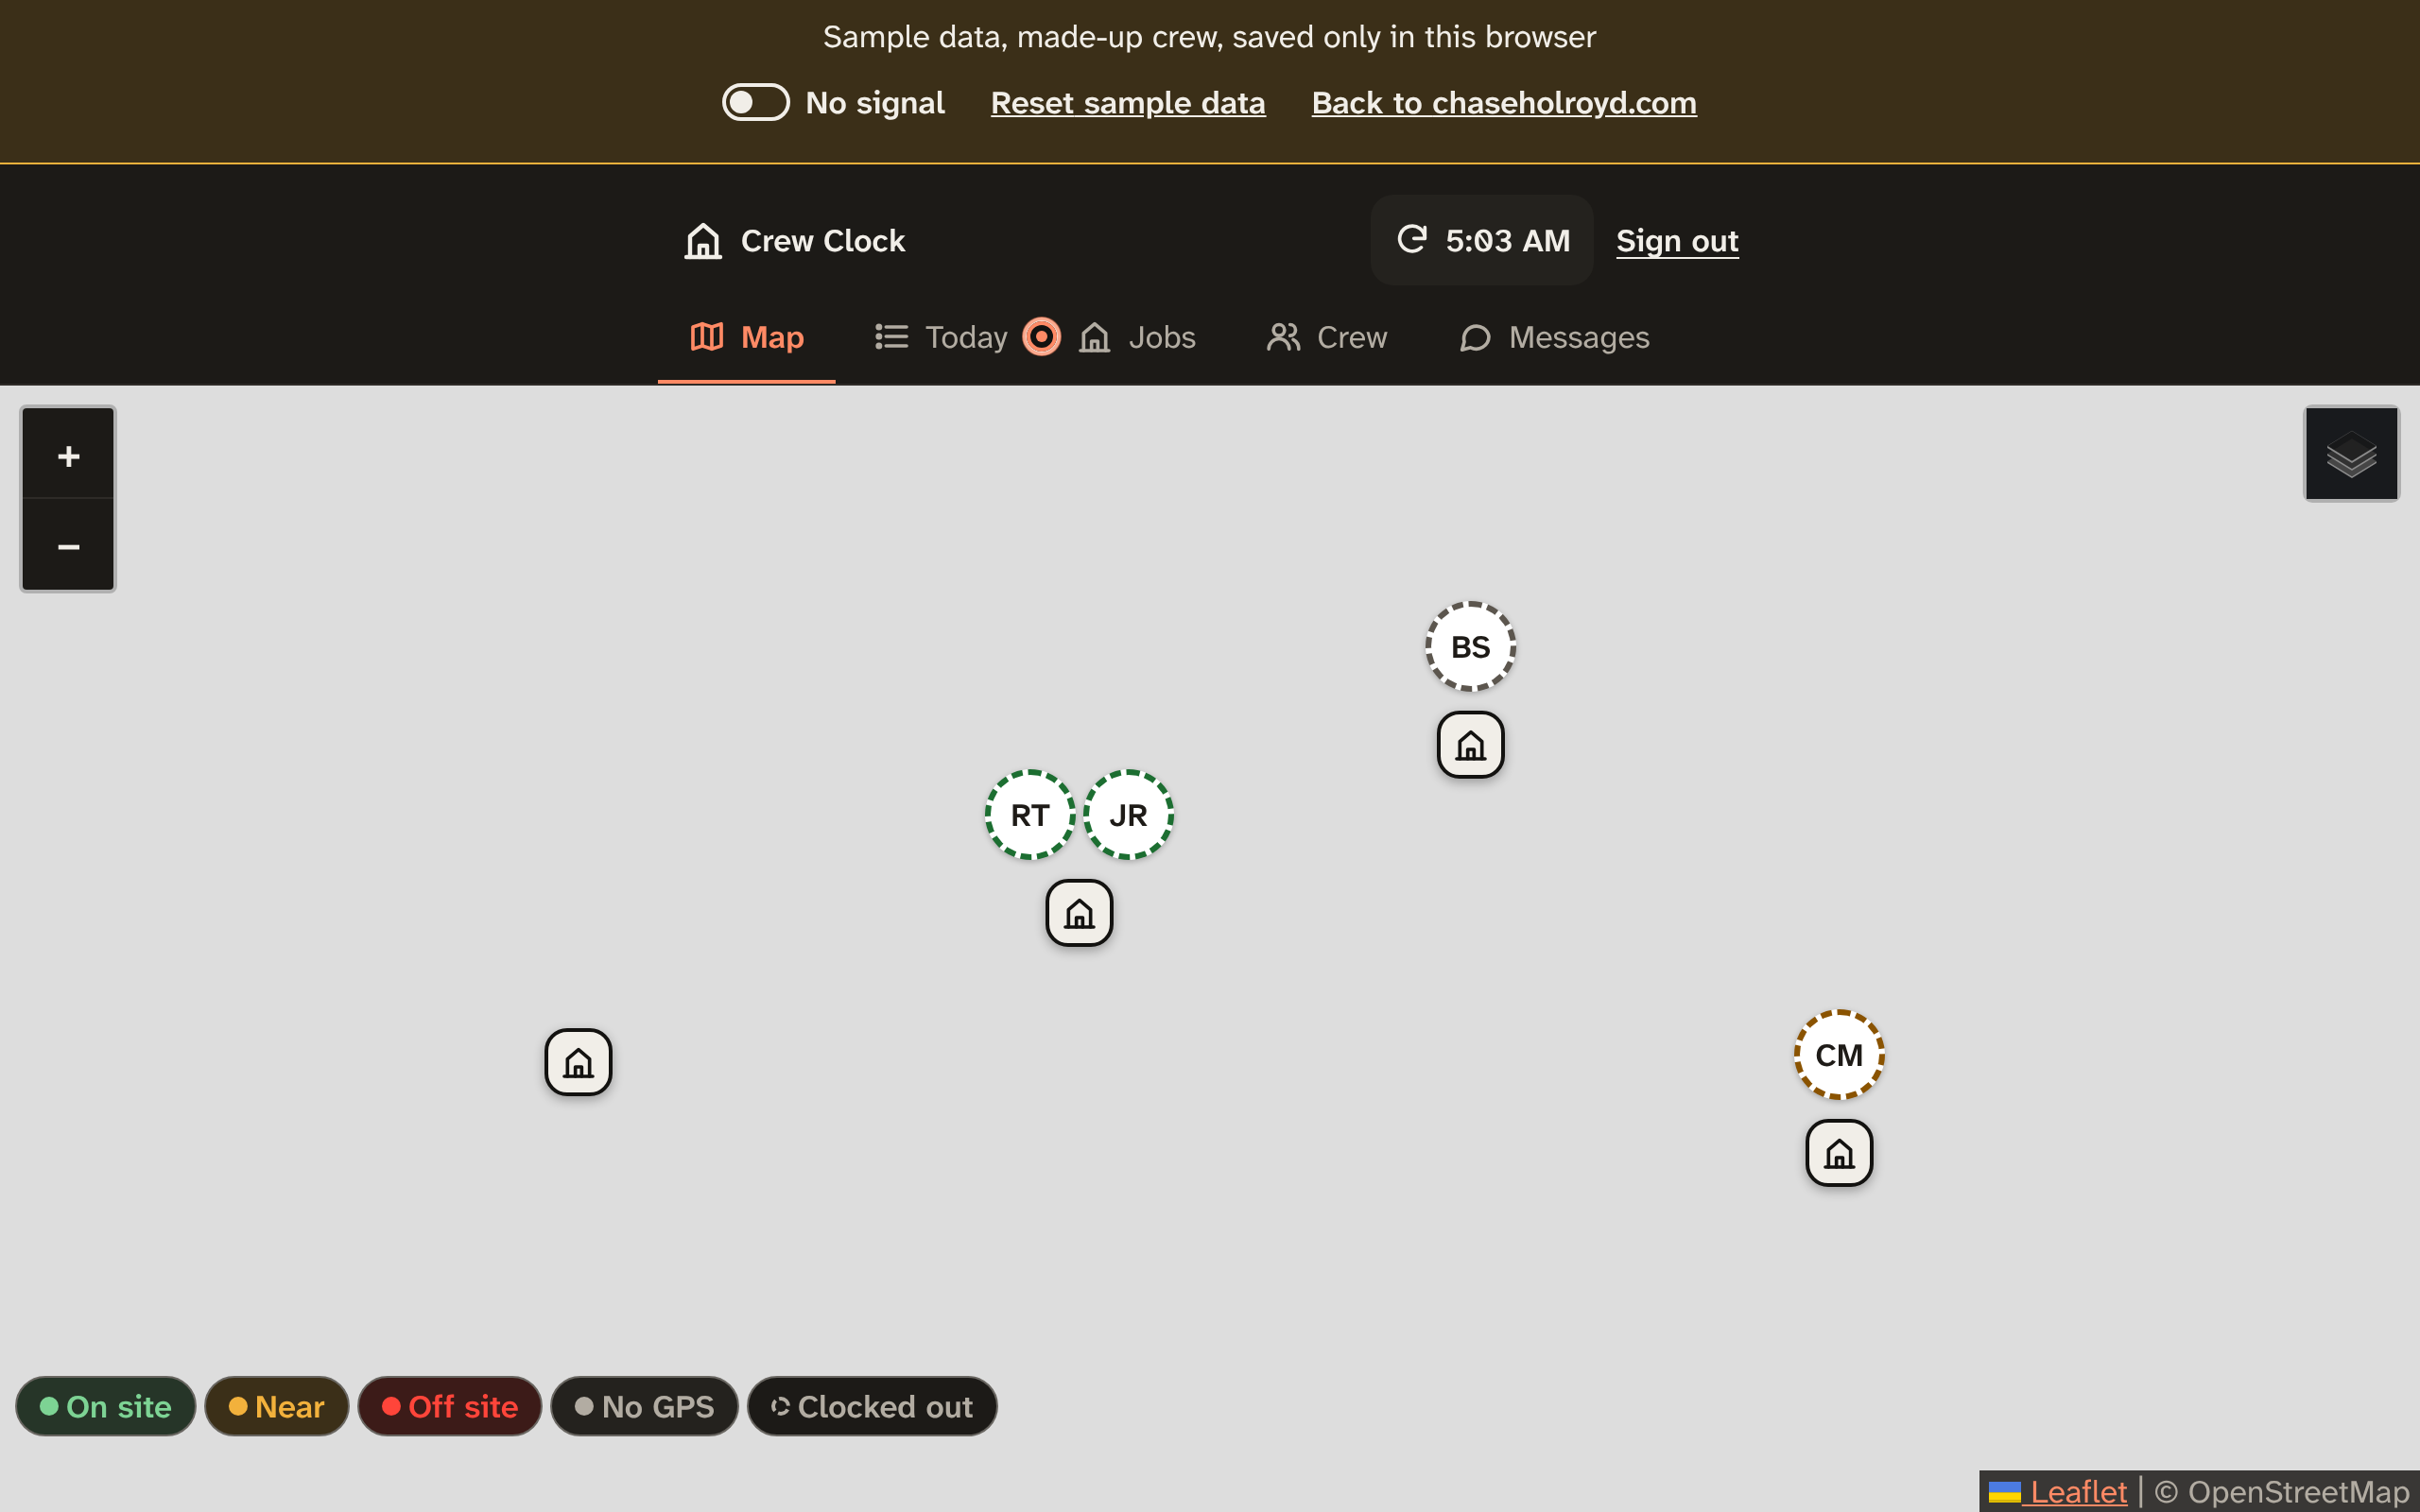 Sample data, made-up crew, saved only in this browser
No signal Reset sample data Back to chaseholroyd.com
Crew Clock 5:03 AM Sign out
Map Today Jobs Crew Messages
+
−
BS
RT JR
CM
On site Near Off site No GPS Clocked out
Leaflet | © OpenStreetMap